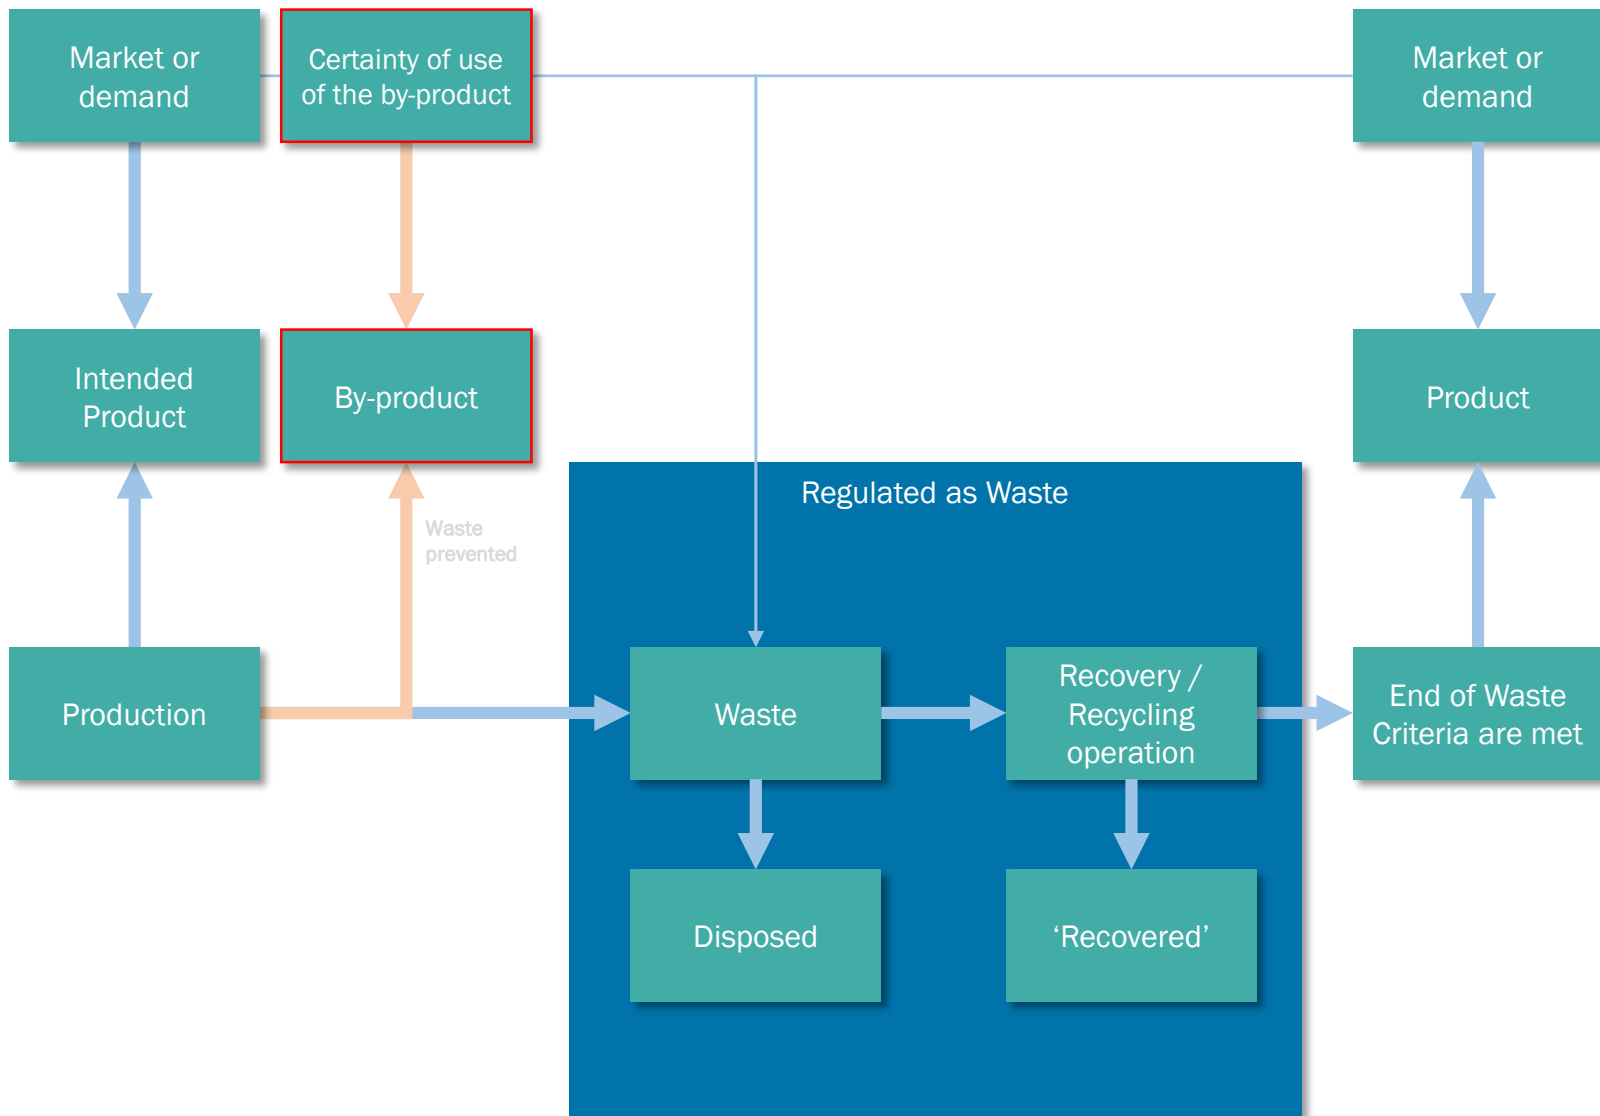 Market or
demand
Certainty of use
of the by-product
Market or
demand
Intended
Product
By-product
Product
Regulated as Waste
Waste
prevented
Production
Waste
Recovery /
Recycling
operation
End of Waste
Criteria are met
Disposed
‘Recovered’